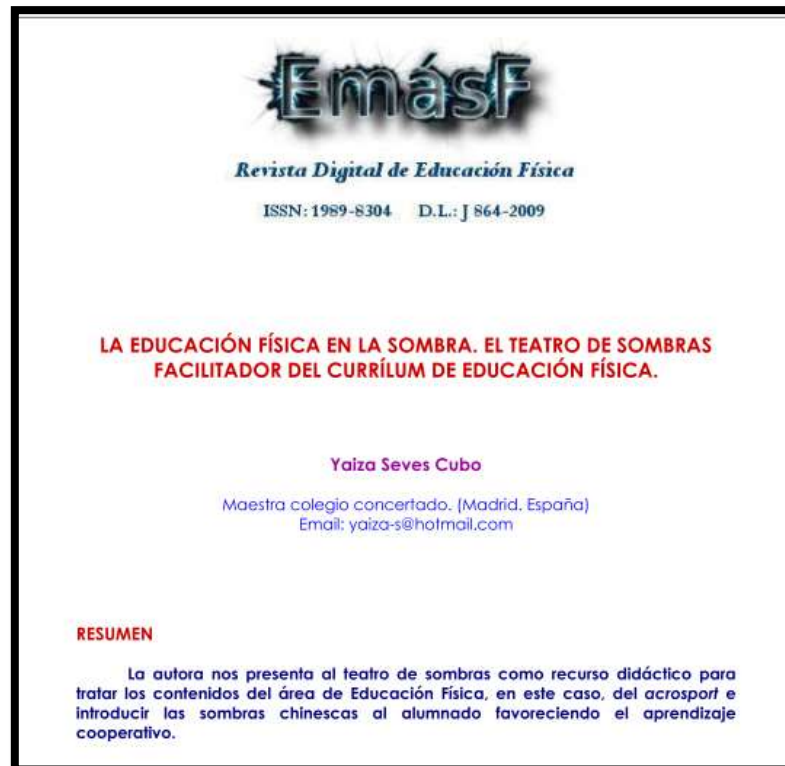 EmásF
Revista Digital de Educación Física
ISSN: 1989-8304 D.L.: J 864-2009
LA EDUCACIÓN FÍSICA EN LA SOMBRA. EL TEATRO DE SOMBRAS
FACILITADOR DEL CURRÍLUM DE EDUCACIÓN FÍSICA.
Yaiza Seves Cubo
Maestra colegio concertado. (Madrid. España)
Email: yaiza-s@hotmail.com
RESUMEN
La autora nos presenta al teatro de sombras como recurso didáctico para
tratar los contenidos del área de Educación Física, en este caso, del acrosport e
introducir las sombras chinescas al alumnado favoreciendo el aprendizaje
cooperativo.